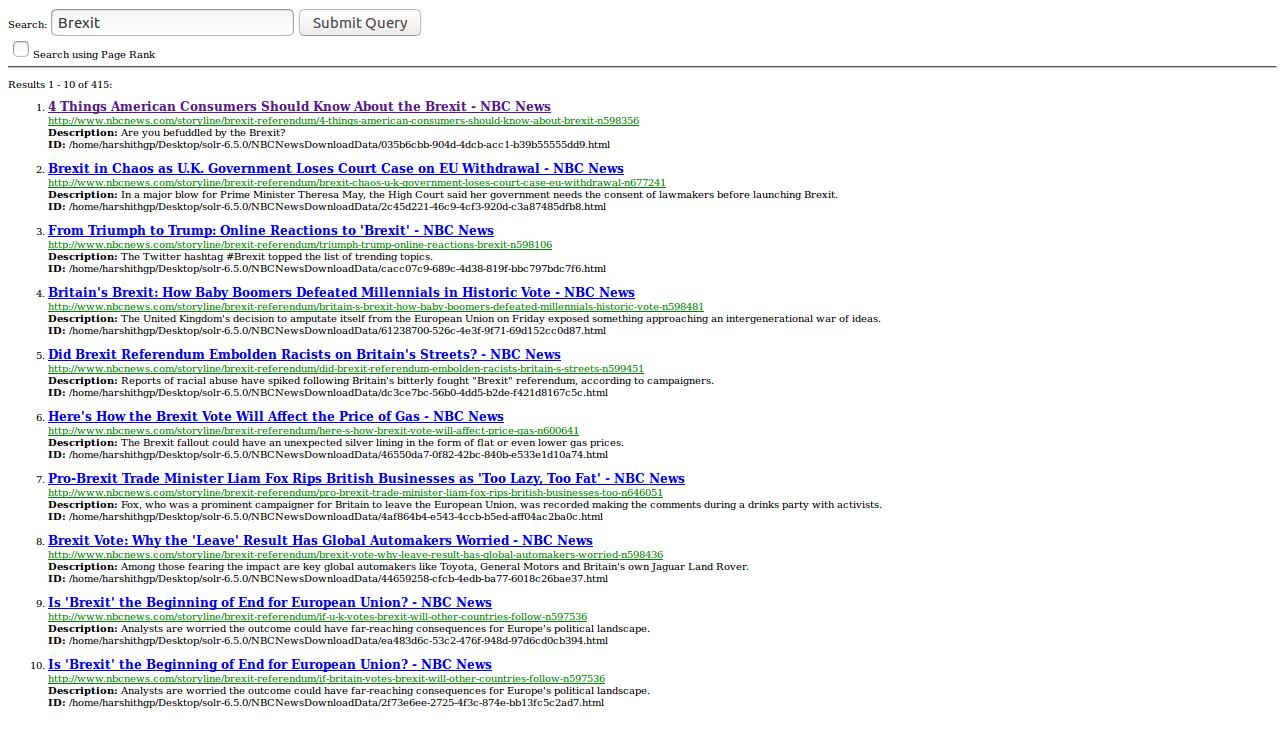 Search: Brexit Submit Query
Search using Page Rank
Results 1 - 10 of 415:
1. 4 Things American Consumers Should Know About the Brexit - NBC News
http://www.nbcnews.com/storyline/brexit-referendum/4-things-american-consumers-should-know-about-brexit-n598356
Description: Are you befuddled by the Brexit?
ID: /home/harshithgp/Desktop/solr-6.5.0/NBCNewsDownloadData/035b6cbb-904d-4dcb-acc1-b39b55555dd9.html
2. Brexit in Chaos as U.K. Government Loses Court Case on EU Withdrawal - NBC News
http://www.nbcnews.com/storyline/brexit-referendum/brexit-chaos-u-k-government-loses-court-case-eu-withdrawal-n677241
Description: In a major blow for Prime Minister Theresa May, the High Court said her government needs the consent of lawmakers before launching Brexit.
ID: /home/harshithgp/Desktop/solr-6.5.0/NBCNewsDownloadData/2c45d221-46c9-4cf3-920d-c3a87485dfb8.html
3. From Triumph to Trump: Online Reactions to 'Brexit' - NBC News
http://www.nbcnews.com/storyline/brexit-referendum/triumph-trump-online-reactions-brexit-n598106
Description: The Twitter hashtag #Brexit topped the list of trending topics.
ID: /home/harshithgp/Desktop/solr-6.5.0/NBCNewsDownloadData/cacc07c9-689c-4d38-819f-bbc797bdc7f6.html
4. Britain's Brexit: How Baby Boomers Defeated Millennials in Historic Vote - NBC News
http://www.nbcnews.com/storyline/brexit-referendum/britain-s-brexit-how-baby-boomers-defeated-millennials-historic-vote-n598481
Description: The United Kingdom's decision to amputate itself from the European Union on Friday exposed something approaching an intergenerational war of ideas.
ID: /home/harshithgp/Desktop/solr-6.5.0/NBCNewsDownloadData/61238700-526c-4e3f-9f71-69d152cc0d87.html
5. Did Brexit Referendum Embolden Racists on Britain's Streets? - NBC News
http://www.nbcnews.com/storyline/brexit-referendum/did-brexit-referendum-embolden-racists-britain-s-streets-n599451
Description: Reports of racial abuse have spiked following Britain's bitterly fought "Brexit" referendum, according to campaigners.
ID: /home/harshithgp/Desktop/solr-6.5.0/NBCNewsDownloadData/dc3ce7bc-56b0-4dd5-b2de-f421d8167c5c.html
6. Here's How the Brexit Vote Will Affect the Price of Gas - NBC News
http://www.nbcnews.com/storyline/brexit-referendum/here-s-how-brexit-vote-will-affect-price-gas-n600641
Description: The Brexit fallout could have an unexpected silver lining in the form of flat or even lower gas prices.
ID: /home/harshithgp/Desktop/solr-6.5.0/NBCNewsDownloadData/46550da7-0f82-42bc-840b-e533e1d10a74.html
7. Pro-Brexit Trade Minister Liam Fox Rips British Businesses as 'Too Lazy, Too Fat' - NBC News
http://www.nbcnews.com/storyline/brexit-referendum/pro-brexit-trade-minister-liam-fox-rips-british-businesses-too-n646051
Description: Fox, who was a prominent campaigner for Britain to leave the European Union, was recorded making the comments during a drinks party with activists.
ID: /home/harshithgp/Desktop/solr-6.5.0/NBCNewsDownloadData/4af864b4-e543-4ccb-b5ed-aff04ac2ba0c.html
8. Brexit Vote: Why the 'Leave' Result Has Global Automakers Worried - NBC News
http://www.nbcnews.com/storyline/brexit-referendum/brexit-vote-why-leave-result-has-global-automakers-worried-n598436
Description: Among those fearing the impact are key global automakers like Toyota, General Motors and Britain's own Jaguar Land Rover.
ID: /home/harshithgp/Desktop/solr-6.5.0/NBCNewsDownloadData/44659258-cfcb-4edb-ba77-6018c26bae37.html
9. Is 'Brexit' the Beginning of End for European Union? - NBC News
http://www.nbcnews.com/storyline/brexit-referendum/if-u-k-votes-brexit-will-other-countries-follow-n597536
Description: Analysts are worried the outcome could have far-reaching consequences for Europe's political landscape.
ID: /home/harshithgp/Desktop/solr-6.5.0/NBCNewsDownloadData/ea483d6c-53c2-476f-948d-97d6cd0cb394.html
10. Is 'Brexit' the Beginning of End for European Union? - NBC News
http://www.nbcnews.com/storyline/brexit-referendum/if-britain-votes-brexit-will-other-countries-follow-n597536
Description: Analysts are worried the outcome could have far-reaching consequences for Europe's political landscape.
ID: /home/harshithgp/Desktop/solr-6.5.0/NBCNewsDownloadData/2f73e6ee-2725-4f3c-874e-bb13fc5c2ad7.html